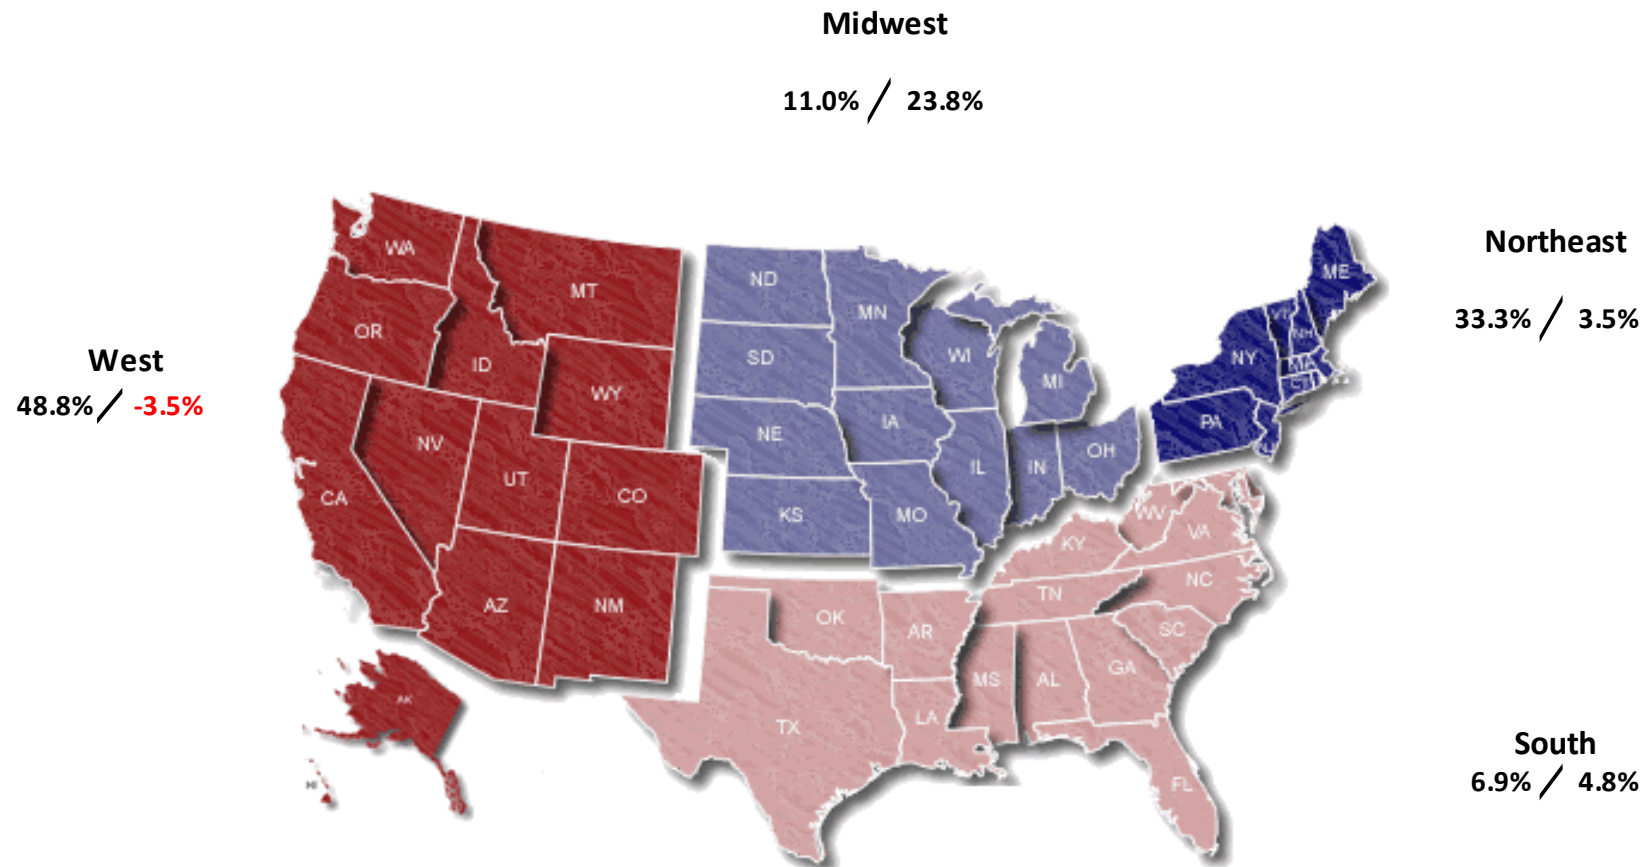 Midwest
11.0% / 23.8%
Northeast
33.3% / 3.5%
West
48.8% / -3.5%
South
6.9% / 4.8%
WA
MT
ND
MN
ME
OR
ID
WY
SD
WI
MI
VT
NH
NY
MA
CT
NV
UT
CO
NE
IA
IL
IN
OH
PA
NJ
CA
KS
MO
WV
VA
KY
AZ
NM
OK
AR
TN
NC
SC
MS
AL
GA
TX
LA
FL
AK
HI